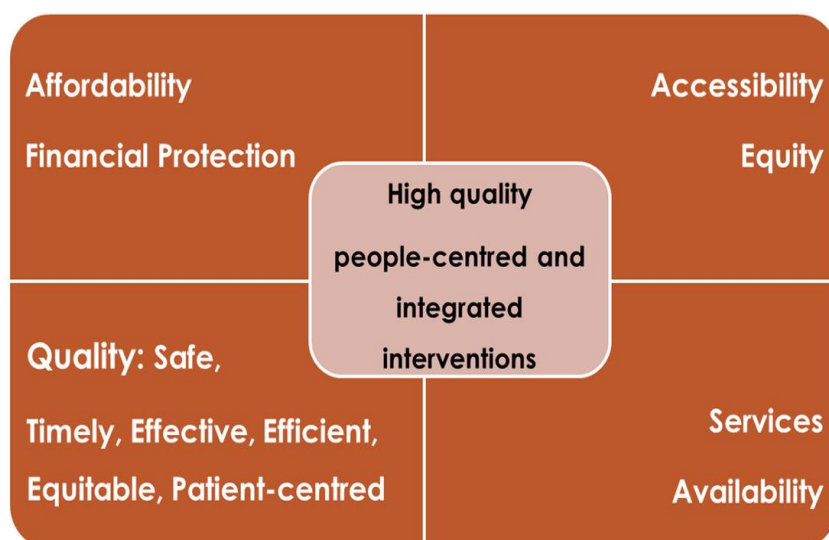 Affordability
Financial Protection
Accessibility
Equity
High quality
people-centred and
integrated
interventions
Quality: Safe,
Timely, Effective, Efficient,
Equitable, Patient-centred
Services
Availability